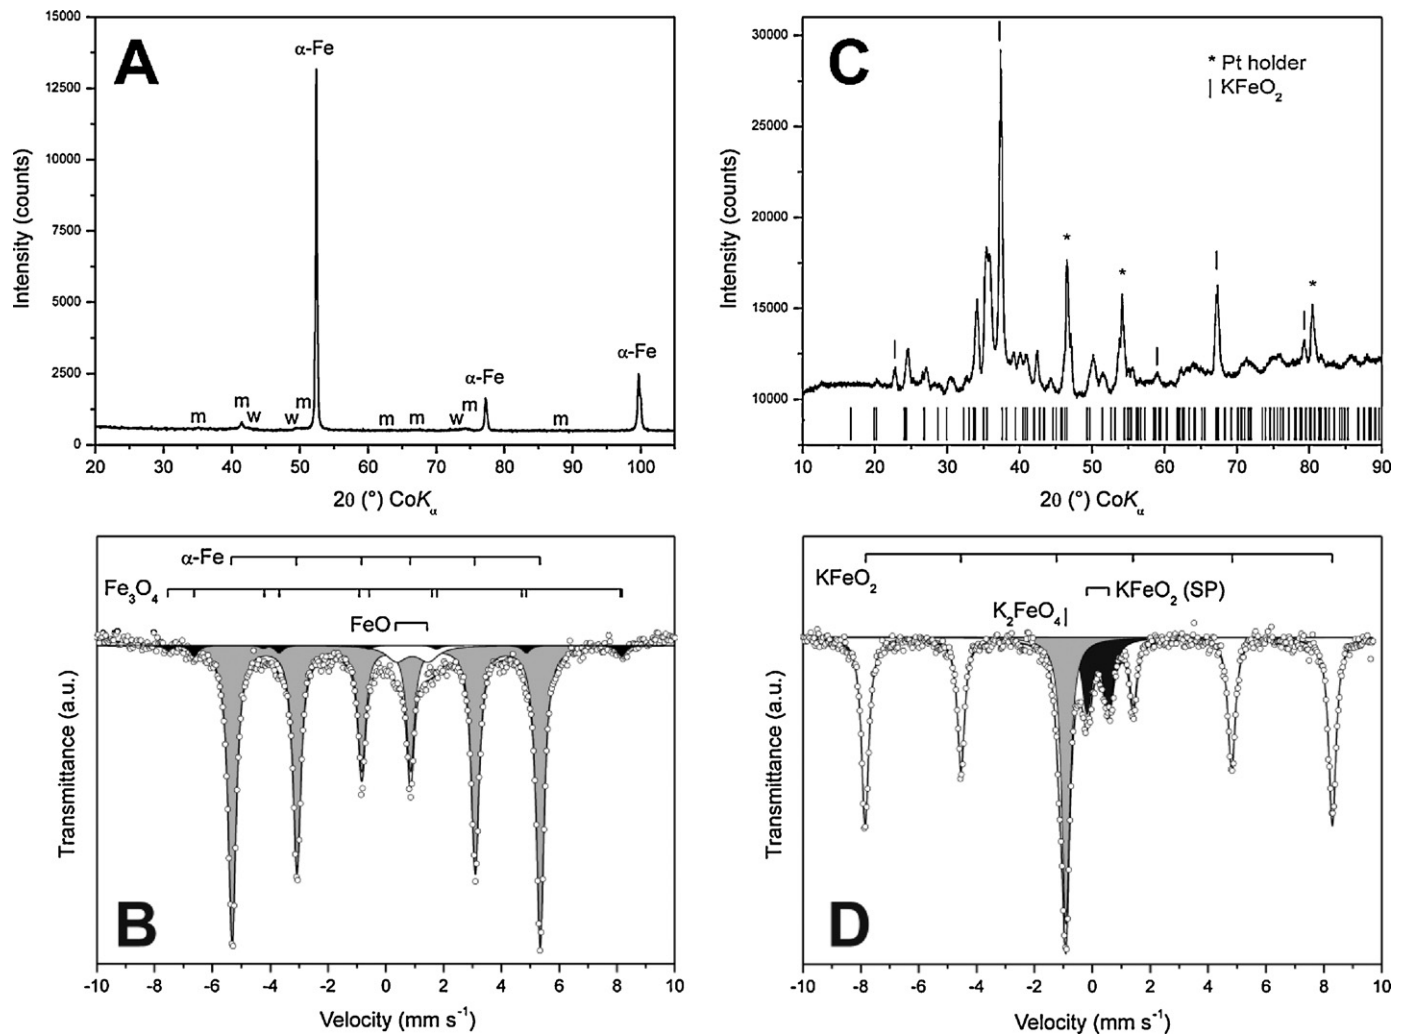 A
15000
12500
10000
7500
5000
2500
0
Intensity (counts)
α-Fe
α-Fe
α-Fe
m m w w m m m w m m
20 30 40 50 60 70 80 90 100
2θ (°) CoKα
C
30000
25000
20000
15000
10000
Intensity (counts)
* Pt holder
| KFeO2
* * *
10 20 30 40 50 60 70 80 90
2θ (°) CoKα
B
α-Fe
Fe3O4
FeO
Transmittance (a.u.)
-10 -8 -6 -4 -2 0 2 4 6 8 10
Velocity (mm s-1)
D
KFeO2
KFeO2 (SP)
K2FeO4
Transmittance (a.u.)
-10 -8 -6 -4 -2 0 2 4 6 8 10
Velocity (mm s-1)